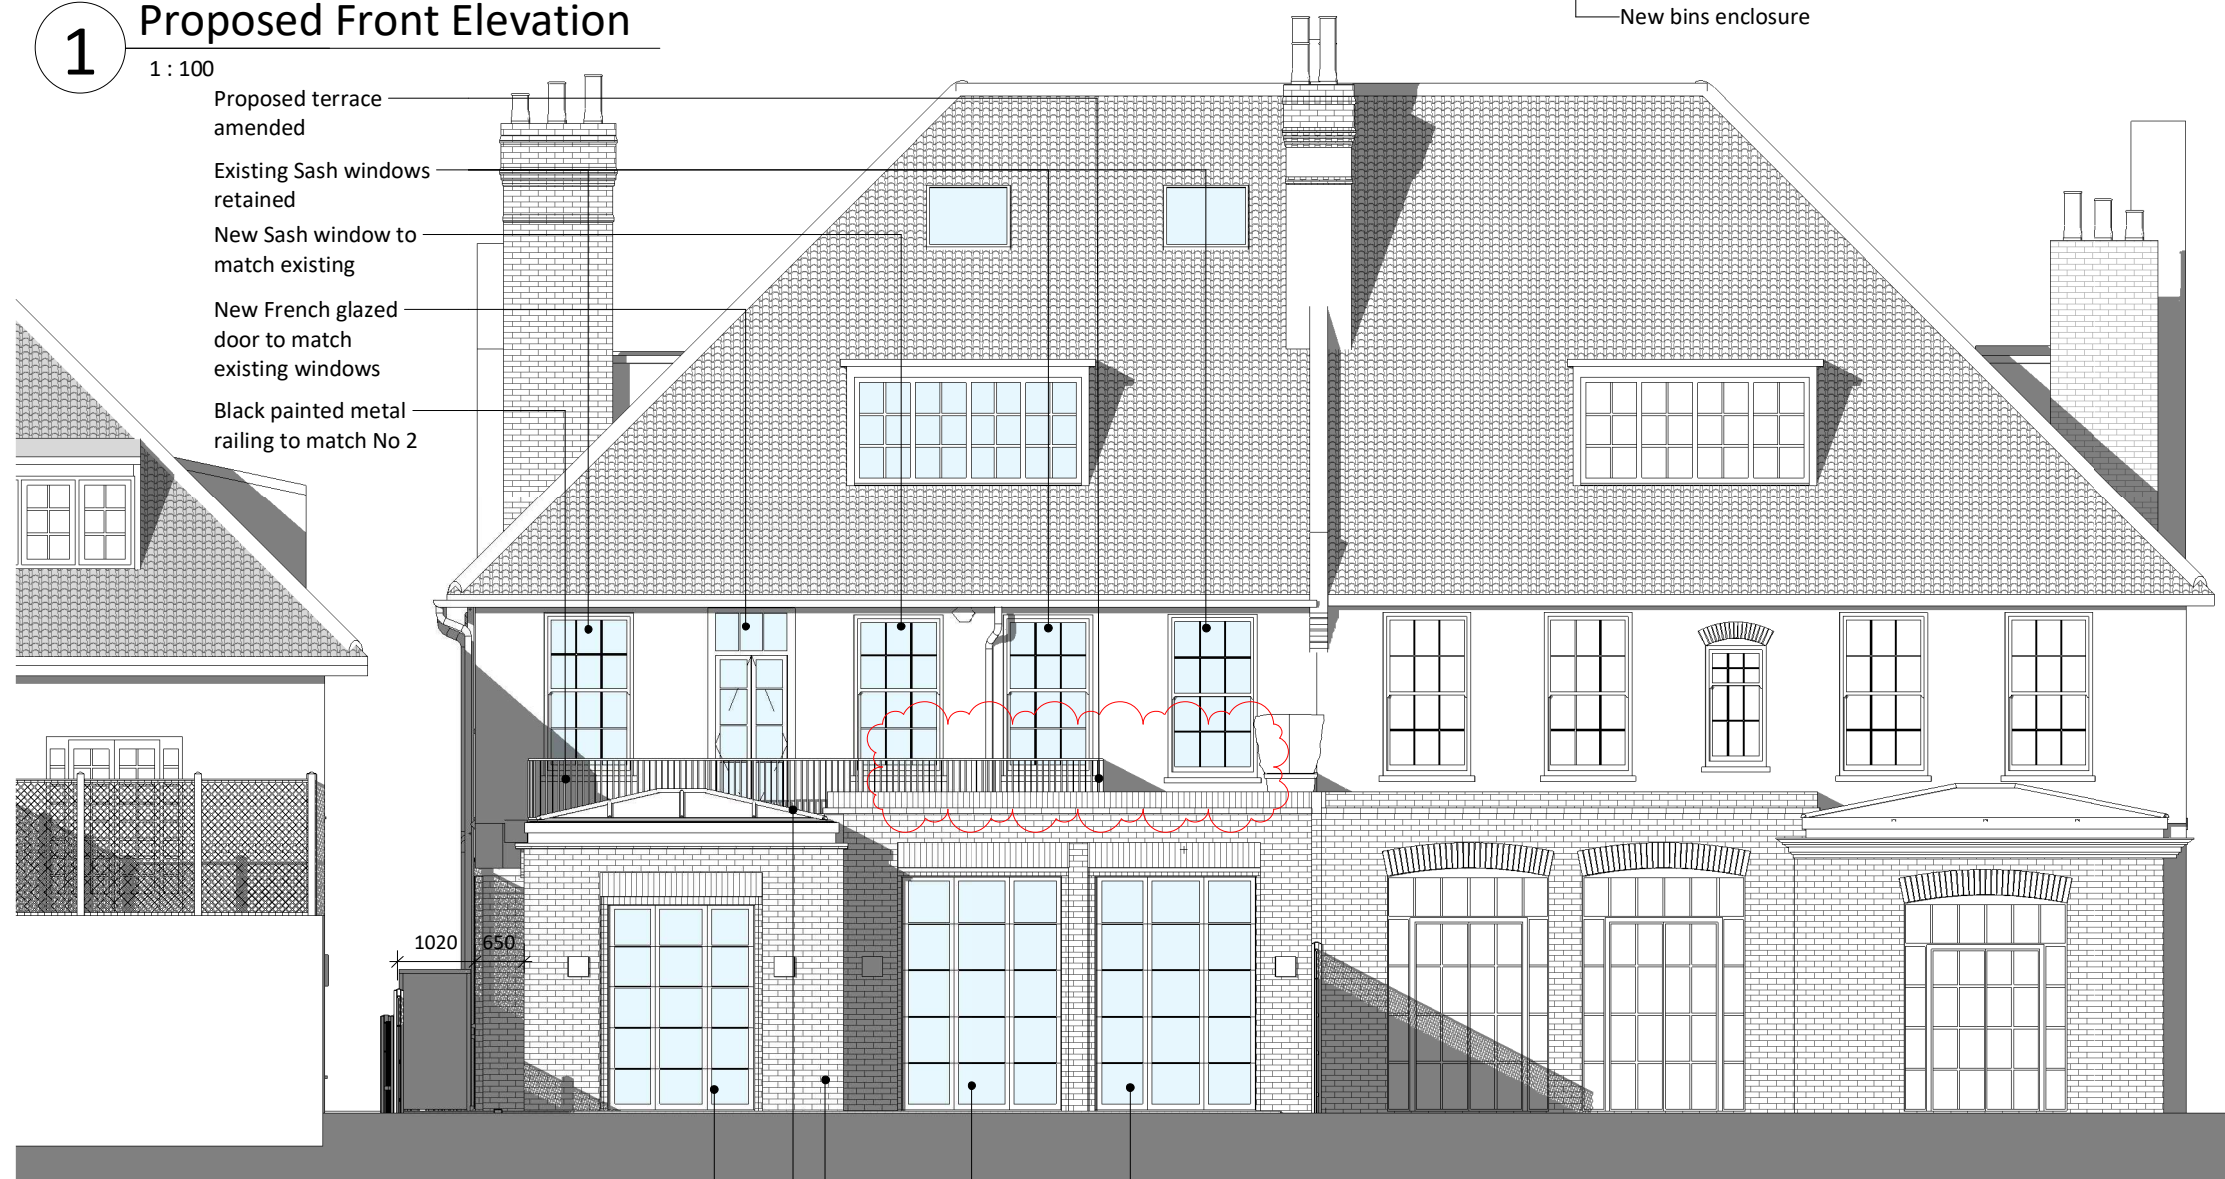 1
Proposed Front Elevation
1 : 100
New bins enclosure
Proposed terrace
amended
Existing Sash windows
retained
New Sash window to
match existing
New French glazed
door to match
existing windows
Black painted metal
railing to match No 2
1020
650